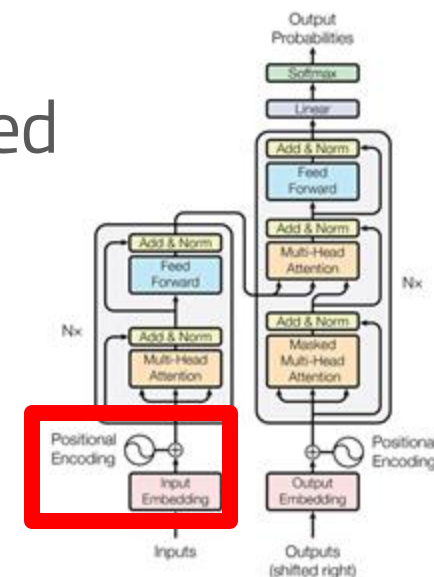 ed
Output
Probabilities
Softmax
Linear
Add & Norm
Feed
Forward
Add & Norm
Multi-Head
Attention
Nx
Add & Norm
Masked
Multi-Head
Attention
Positional
Encoding
Output
Embedding
Outputs
(shifted right)
Add & Norm
Feed
Forward
Nx
Add & Norm
Multi-Head
Attention
Positional
Encoding
Input
Embedding
Inputs